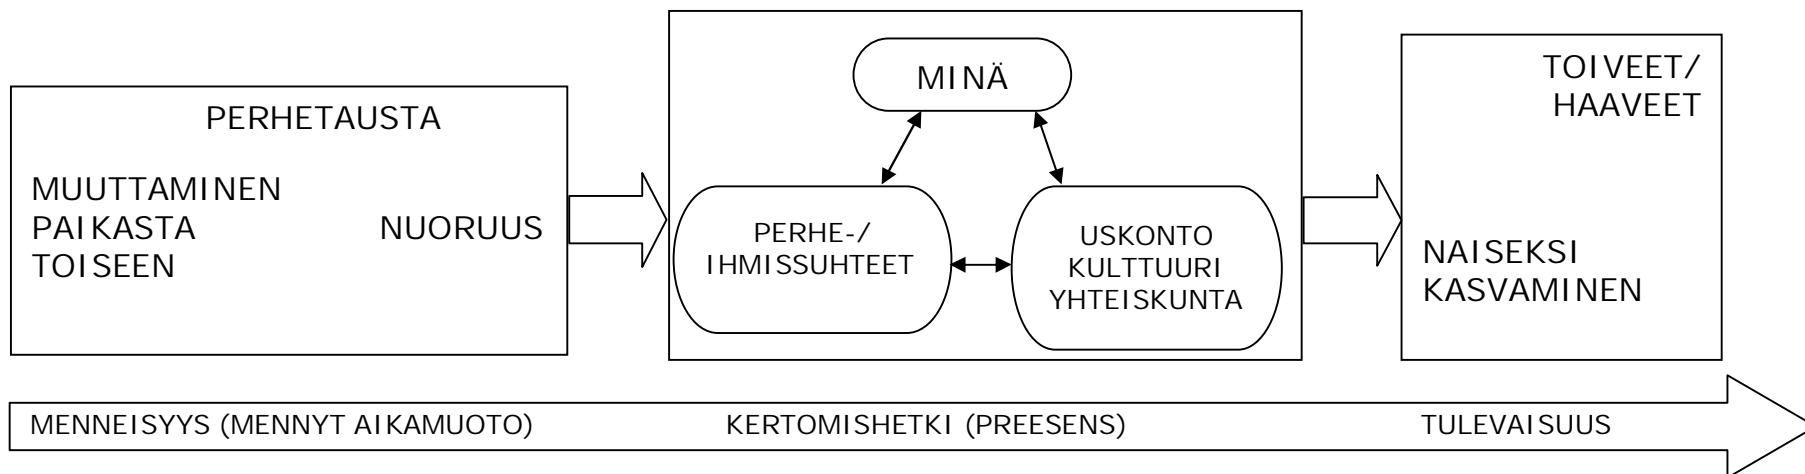 PERHETAUSTA
MUUTTAMINEN
PAIKASTA
TOISEEN
NUORUUS
MINÄ
PERHE-/
IHMISSUHTEET
USKONTO
KULTTUURI
YHTEISKUNTA
TOIVEET/
HAAVEET
NAISEKSI
KASVAMINEN
MENNEISYYS (MENNYT AIKAMUOTO)
KERTOMISHETKI (PREESENS)
TULEVAISUUS